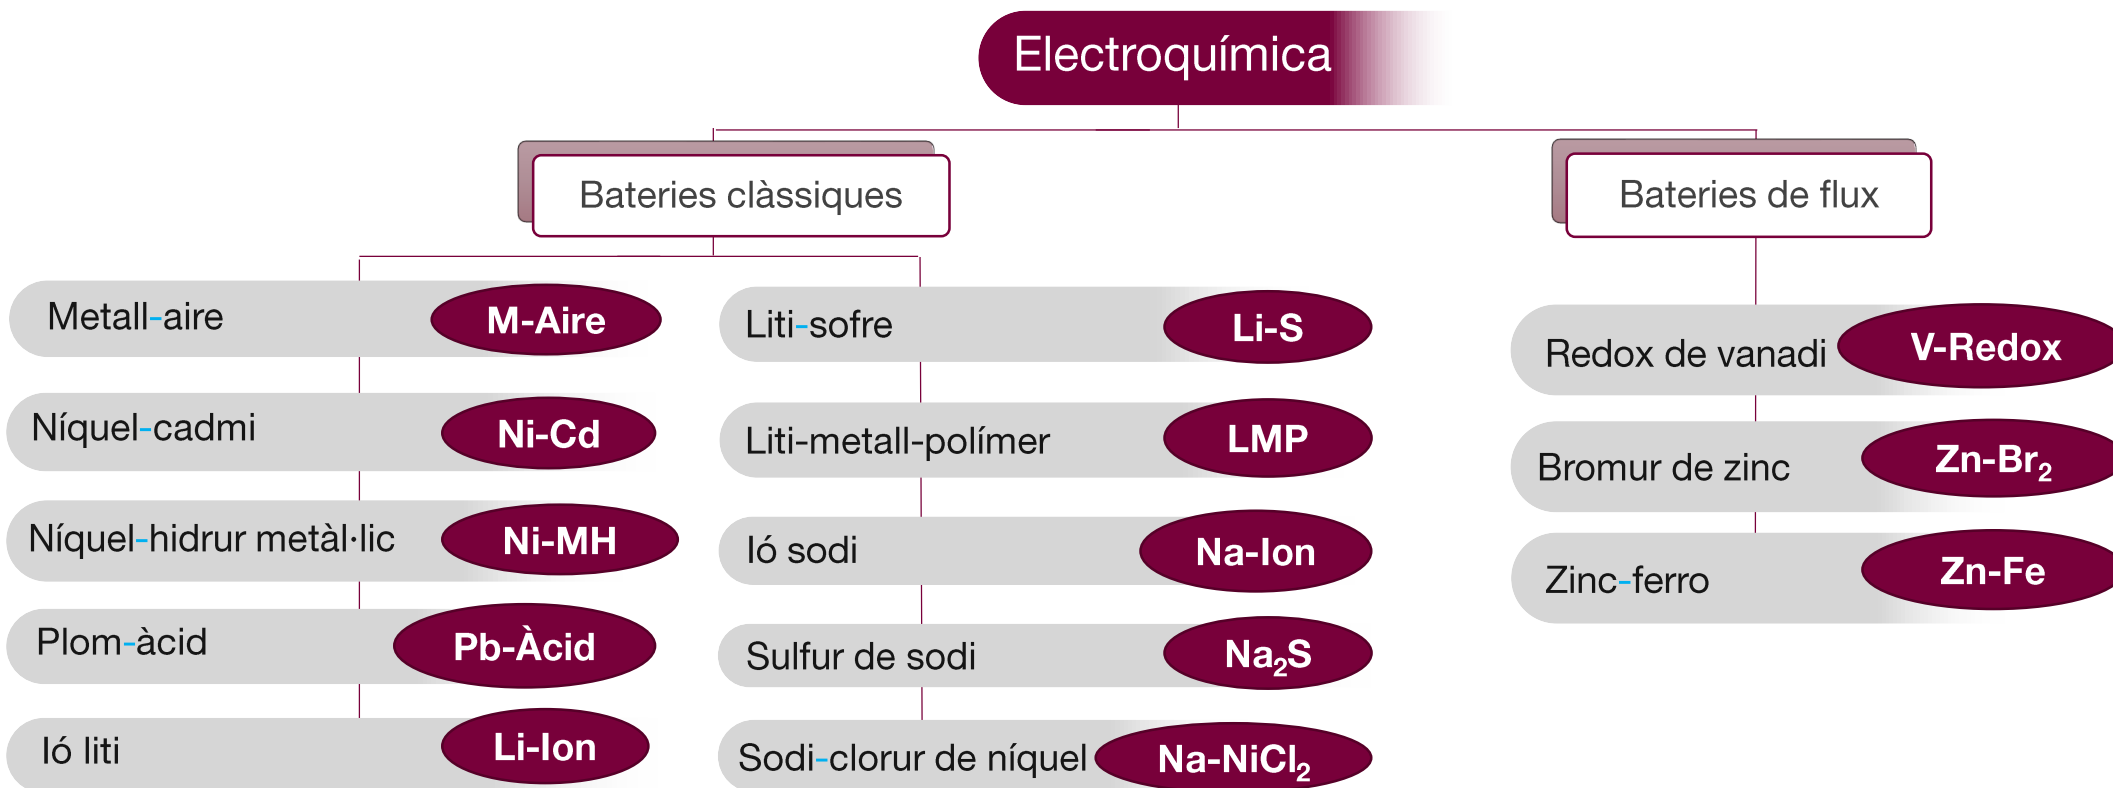 Electroquímica
Bateries clàssiques
Metall-aire M-Aire
Níquel-cadmi Ni-Cd
Níquel-hidrur metàl·lic Ni-MH
Plom-àcid Pb-Àcid
Ió liti Li-Ion
Liti-sofre Li-S
Liti-metall-polímer LMP
Ió sodi Na-Ion
Sulfur de sodi Na₂S
Sodi-clorur de níquel Na-NiCl₂
Bateries de flux
Redox de vanadi V-Redox
Bromur de zinc Zn-Br₂
Zinc-ferro Zn-Fe